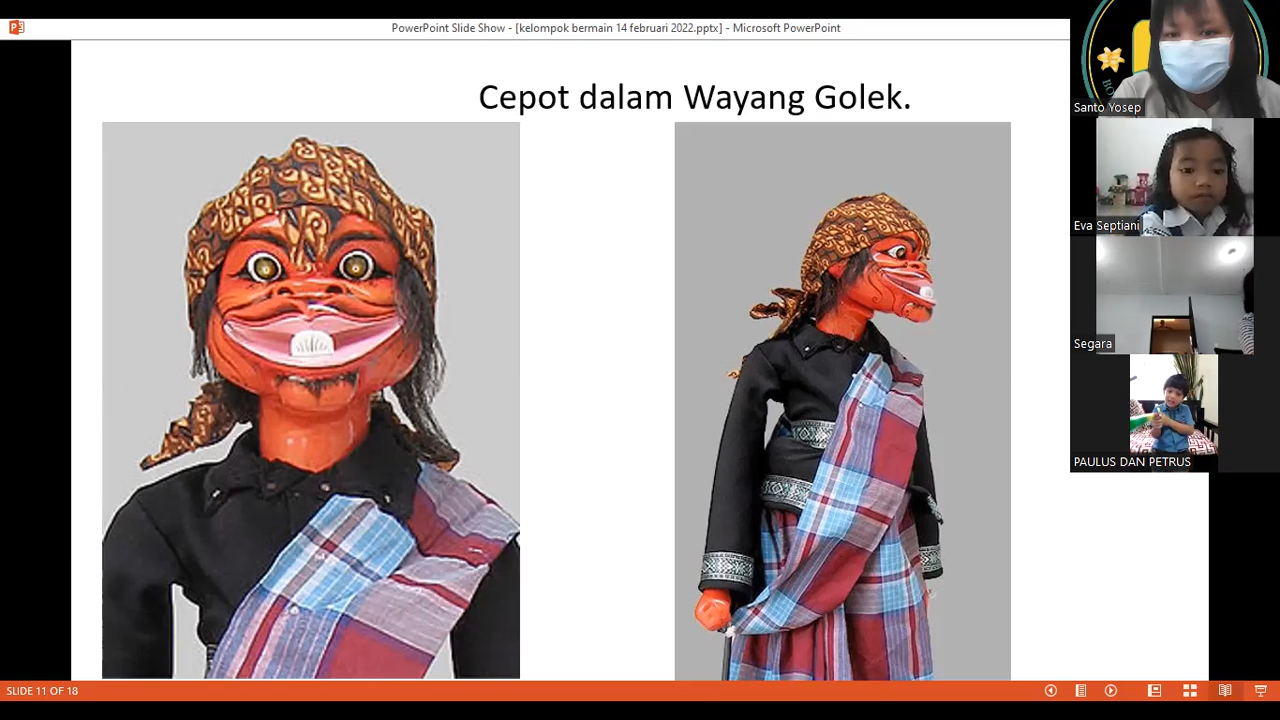 PowerPoint Slide Show - [kelompok bermain 14 februari 2022.pptx] - Microsoft PowerPoint
Cepot dalam Wayang Golek.
Santo Yosep
Eva Septiani
Segara
PAULUS DAN PETRUS
SLIDE 11 OF 18